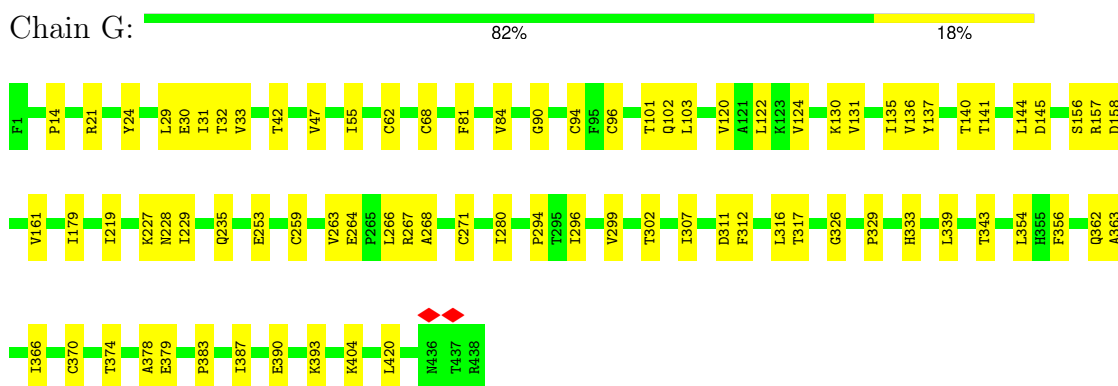 Chain G:
82% 18%
F1 P14 R21 Y24 L29 E30 I31 T32 V33 T42 V47 I55 C62 C68 F81 V84 G90 C94 F95 C96 T101 Q102 L103 V120 A121 L122 K123 V124 K130 V131 I135 V136 Y137 T140 T141 L144 D145 S156 R157 D158
V161 I179 I219 K227 N228 I229 Q235 E253 C259 V263 E264 P265 L266 R267 A268 C271 I280 P294 T295 I296 V299 T302 I307 D311 F312 L316 T317 G326 P329 H333 L339 T343 L354 H355 F356 Q362 A363
I366 C370 T374 A378 E379 P383 I387 E390 K393 K404 L420 N436 T437 R438